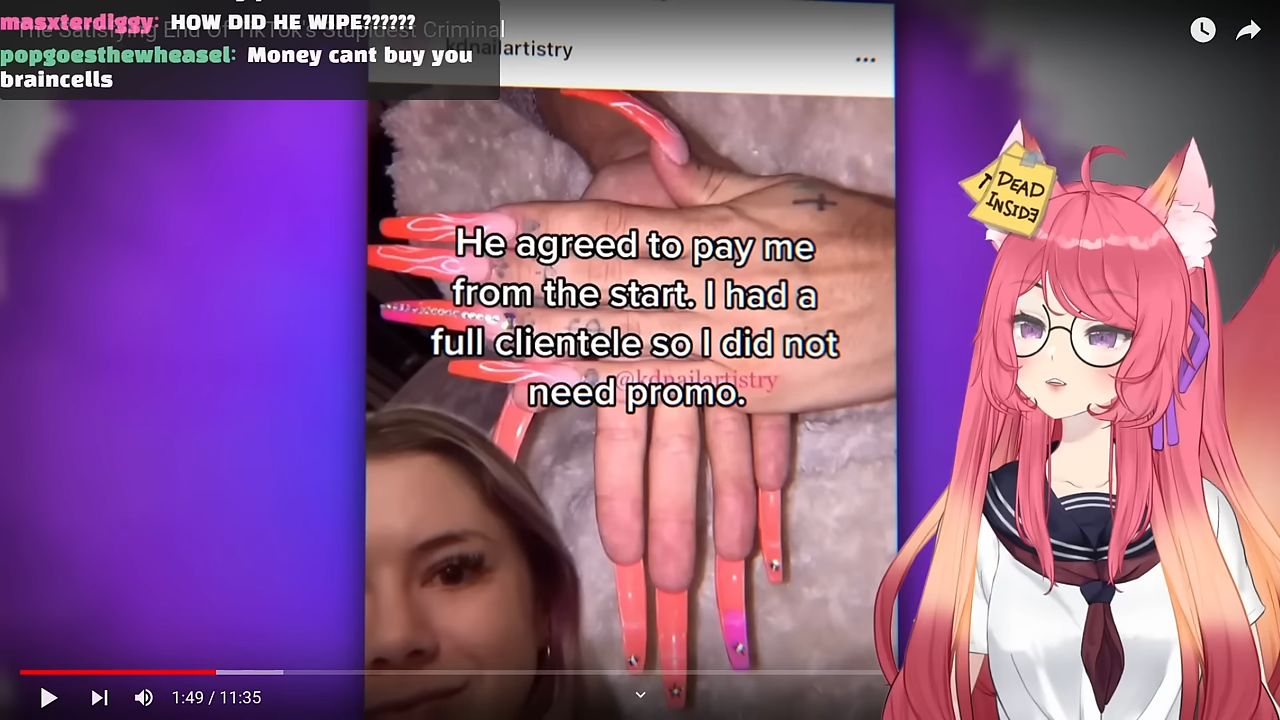 masxterdiggy: HOW DID HE WIPE??????
The Satisfying End Of TikTok's Stupidest Criminal
popgoesthewheasel: Money cant buy you
braincells
kdnailartistry
DEAD
INSIDE
He agreed to pay me
from the start. I had a
full clientele so I did not
@kdnailartistry
need promo.
1:49 / 11:35